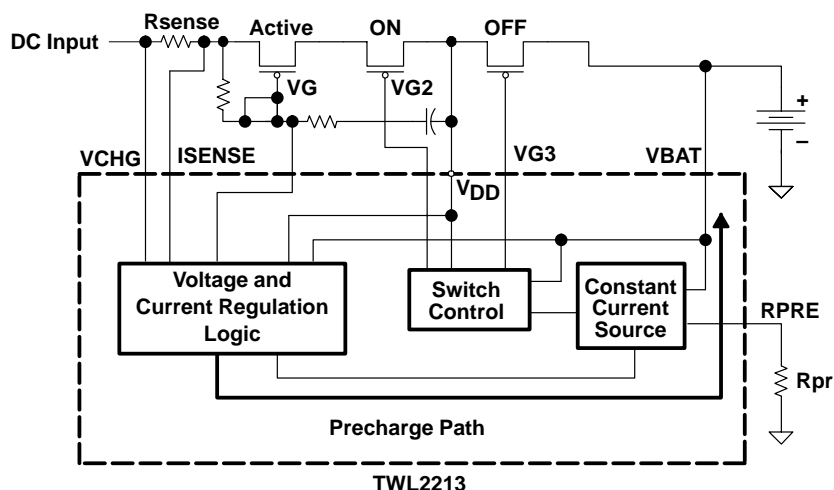 Rsense
Active
ON
OFF
DC Input
VG
VG2
+
−
VCHG
ISENSE
VG3
VBAT
VDD
Voltage and
Current Regulation
Logic
Switch
Control
Constant
Current
Source
RPRE
Rpr
Precharge Path
TWL2213